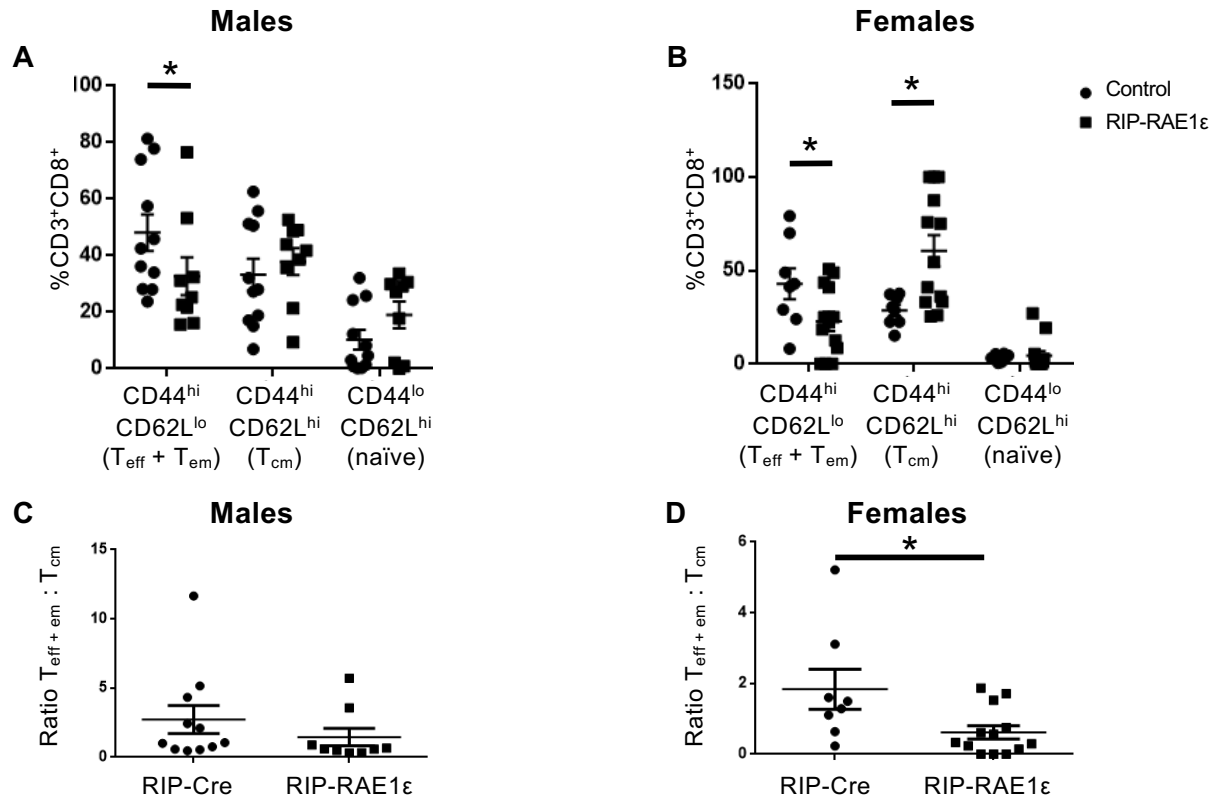 Males
A
*
100
80
60
40
20
0
%CD3⁺CD8⁺
CD44ʰⁱ
CD62Lˡᵒ
(Teff + Tem)
CD44ʰⁱ
CD62Lʰⁱ
(Tcm)
CD44ˡᵒ
CD62Lʰⁱ
(naïve)
Females
B
*
*
150
100
50
0
%CD3⁺CD8⁺
CD44ʰⁱ
CD62Lˡᵒ
(Teff + Tem)
CD44ʰⁱ
CD62Lʰⁱ
(Tcm)
CD44ˡᵒ
CD62Lʰⁱ
(naïve)
Control
RIP-RAE1ε
C
Males
15
10
5
0
Ratio Teff + em : Tcm
RIP-Cre
RIP-RAE1ε
D
Females
*
6
4
2
0
Ratio Teff + em : Tcm
RIP-Cre
RIP-RAE1ε